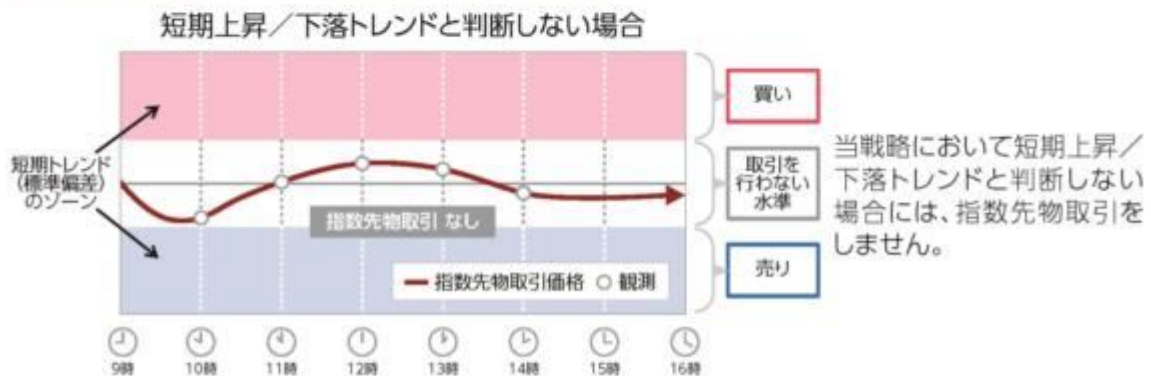 短期上昇／下落トレンドと判断しない場合
買い
短期トレンド
(標準偏差)
のゾーン
取引を
行わない
水準
当戦略において短期上昇／
下落トレンドと判断しない
場合には、指数先物取引を
しません。
指数先物取引 なし
売り
指数先物取引価格 観測
9時 10時 11時 12時 13時 14時 15時 16時